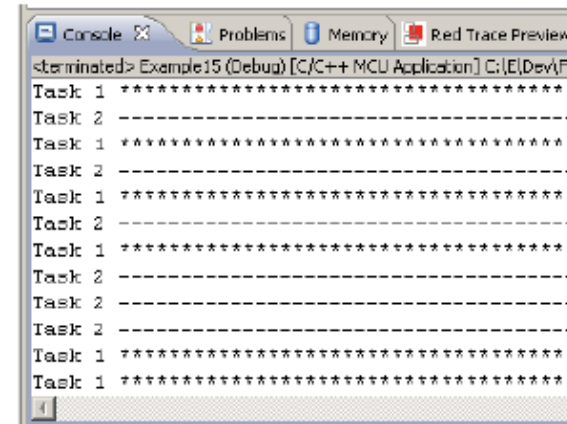 Console Problems Memory Red Trace Preview
<terminated> Example15 (Debug) [C/C++ MCU Application] C:\E\Dev\F
Task 1 ************************************
Task 2 ------------------------------------
Task 1 ************************************
Task 2 ------------------------------------
Task 1 ************************************
Task 2 ------------------------------------
Task 1 ************************************
Task 2 ------------------------------------
Task 2 ------------------------------------
Task 2 ------------------------------------
Task 1 ************************************
Task 1 ************************************